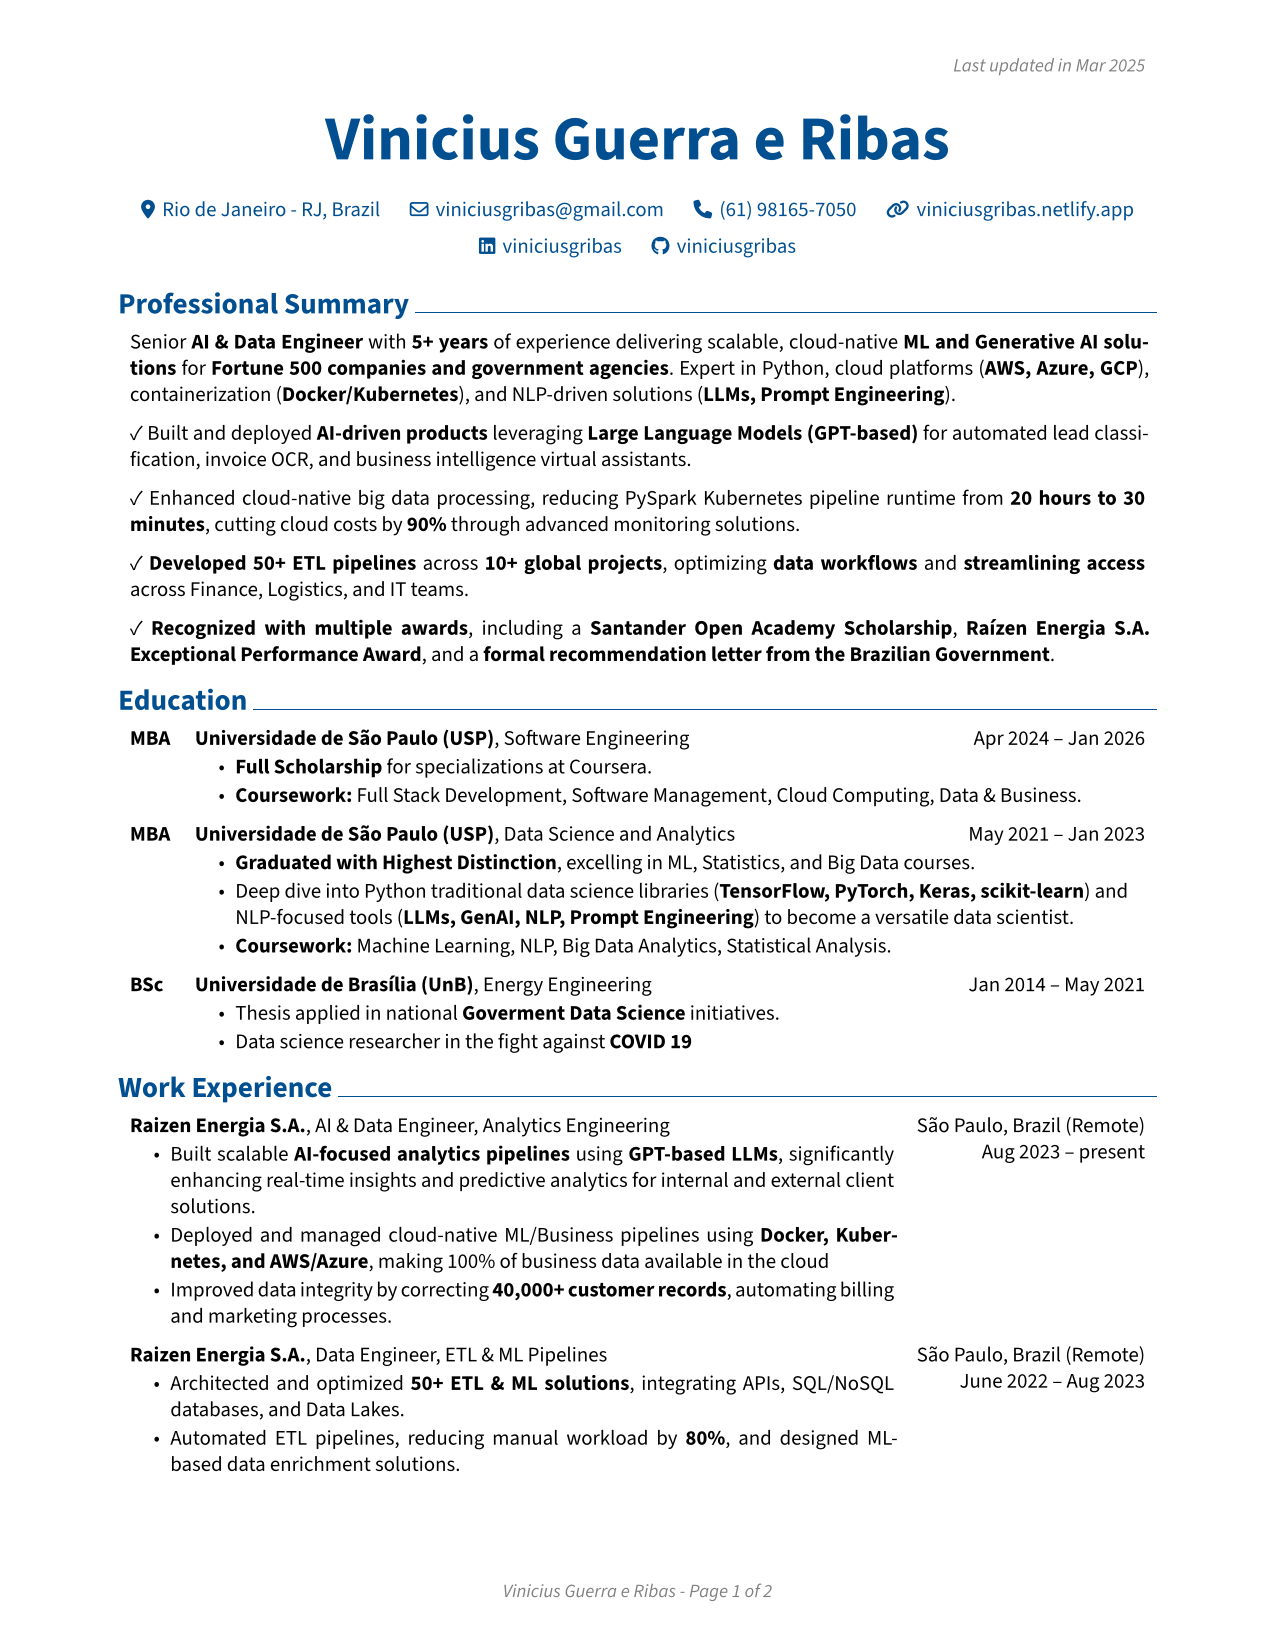 Last updated in Mar 2025
Vinicius Guerra e Ribas
Rio de Janeiro - RJ, Brazil viniciusgribas@gmail.com (61) 98165-7050 viniciusgribas.netlify.app
viniciusgribas viniciusgribas
Professional Summary
Senior AI & Data Engineer with 5+ years of experience delivering scalable, cloud-native ML and Generative AI solu-
tions for Fortune 500 companies and government agencies. Expert in Python, cloud platforms (AWS, Azure, GCP),
containerization (Docker/Kubernetes), and NLP-driven solutions (LLMs, Prompt Engineering).
✓ Built and deployed AI-driven products leveraging Large Language Models (GPT-based) for automated lead classi-
fication, invoice OCR, and business intelligence virtual assistants.
✓ Enhanced cloud-native big data processing, reducing PySpark Kubernetes pipeline runtime from 20 hours to 30
minutes, cutting cloud costs by 90% through advanced monitoring solutions.
✓ Developed 50+ ETL pipelines across 10+ global projects, optimizing data workflows and streamlining access
across Finance, Logistics, and IT teams.
✓ Recognized with multiple awards, including a Santander Open Academy Scholarship, Raízen Energia S.A.
Exceptional Performance Award, and a formal recommendation letter from the Brazilian Government.
Education
MBA Universidade de São Paulo (USP), Software Engineering Apr 2024 – Jan 2026
• Full Scholarship for specializations at Coursera.
• Coursework: Full Stack Development, Software Management, Cloud Computing, Data & Business.
MBA Universidade de São Paulo (USP), Data Science and Analytics May 2021 – Jan 2023
• Graduated with Highest Distinction, excelling in ML, Statistics, and Big Data courses.
• Deep dive into Python traditional data science libraries (TensorFlow, PyTorch, Keras, scikit-learn) and
NLP-focused tools (LLMs, GenAI, NLP, Prompt Engineering) to become a versatile data scientist.
• Coursework: Machine Learning, NLP, Big Data Analytics, Statistical Analysis.
BSc Universidade de Brasília (UnB), Energy Engineering Jan 2014 – May 2021
• Thesis applied in national Goverment Data Science initiatives.
• Data science researcher in the fight against COVID 19
Work Experience
Raizen Energia S.A., AI & Data Engineer, Analytics Engineering São Paulo, Brazil (Remote)
Aug 2023 – present
• Built scalable AI-focused analytics pipelines using GPT-based LLMs, significantly
enhancing real-time insights and predictive analytics for internal and external client
solutions.
• Deployed and managed cloud-native ML/Business pipelines using Docker, Kuber-
netes, and AWS/Azure, making 100% of business data available in the cloud
• Improved data integrity by correcting 40,000+ customer records, automating billing
and marketing processes.
Raizen Energia S.A., Data Engineer, ETL & ML Pipelines São Paulo, Brazil (Remote)
June 2022 – Aug 2023
• Architected and optimized 50+ ETL & ML solutions, integrating APIs, SQL/NoSQL
databases, and Data Lakes.
• Automated ETL pipelines, reducing manual workload by 80%, and designed ML-
based data enrichment solutions.
Vinicius Guerra e Ribas - Page 1 of 2